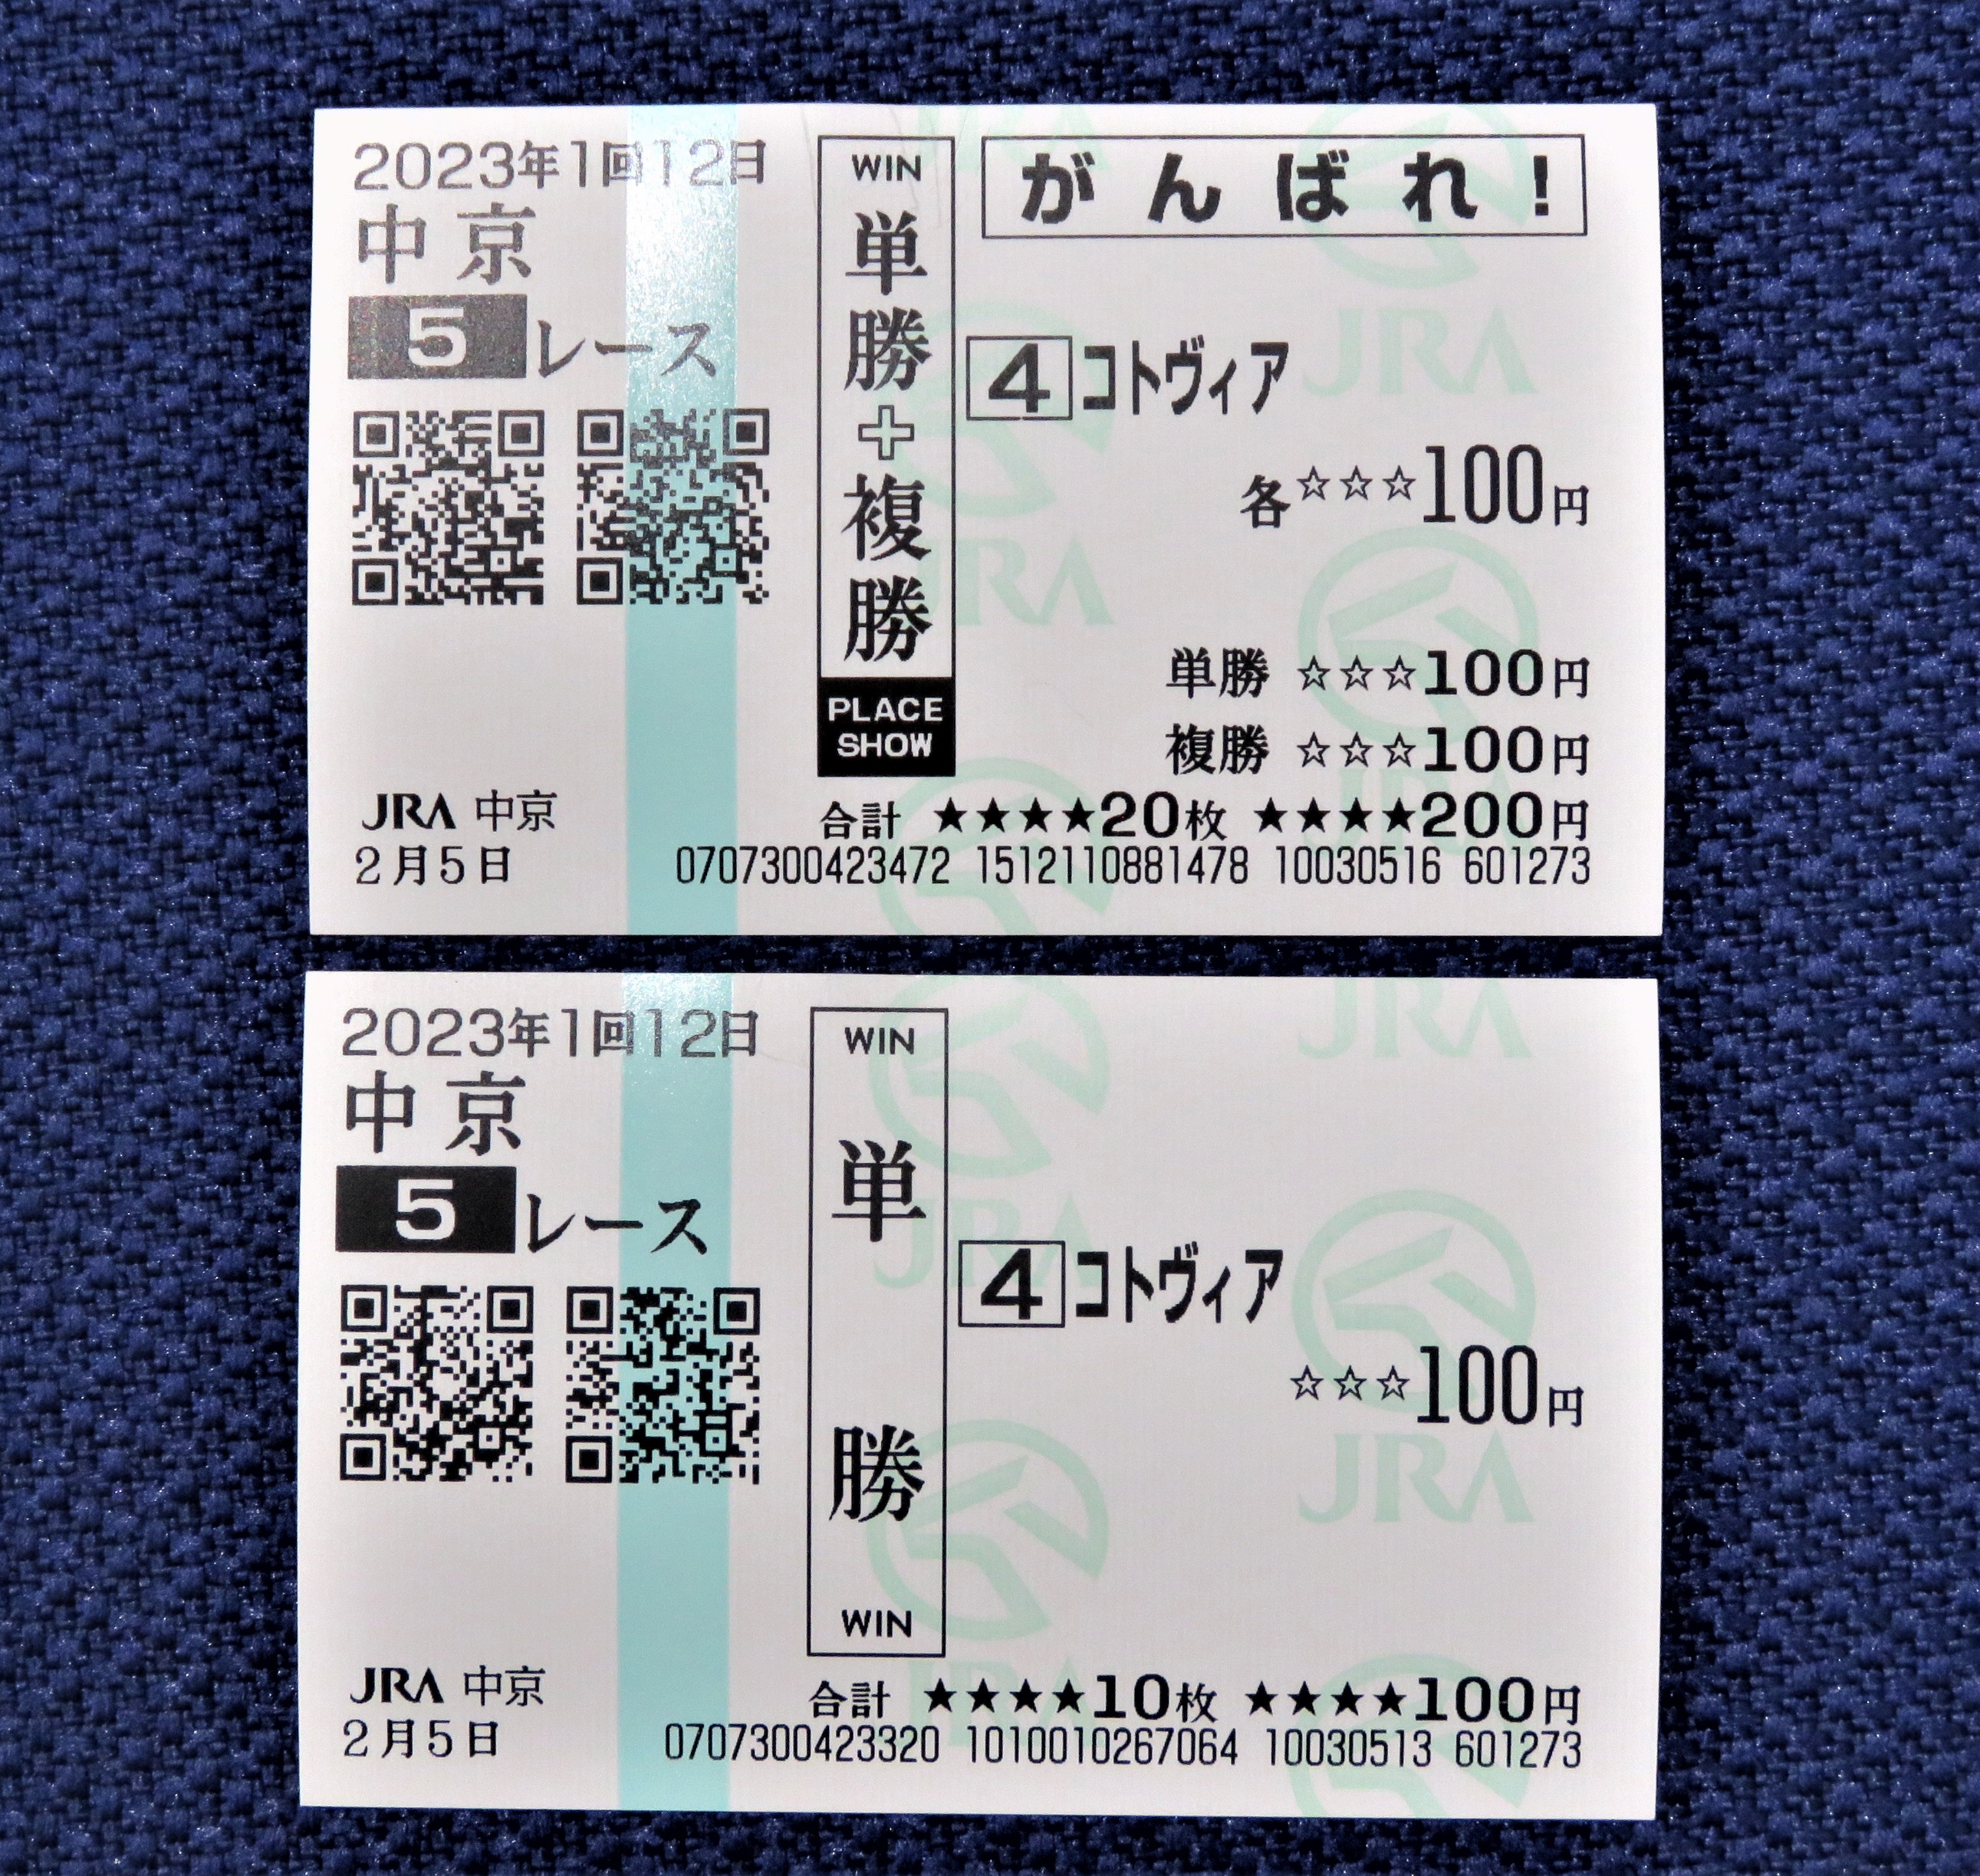 2023年1回12日
中京
5レース
JRA 中京
2月5日
WIN
単勝+複勝
PLACE
SHOW
がんばれ!
4 コトヴィア
各☆☆☆100円
単勝 ☆☆☆100円
複勝 ☆☆☆100円
合計 ★★★★20枚 ★★★★200円
0707300423472 1512110881478 10030516 601273
2023年1回12日
中京
5レース
JRA 中京
2月5日
WIN
単勝
WIN
4 コトヴィア
☆☆☆100円
合計 ★★★★10枚 ★★★★100円
0707300423320 1010010267064 10030513 601273
JRA
JRA
JRA
JRA
JRA